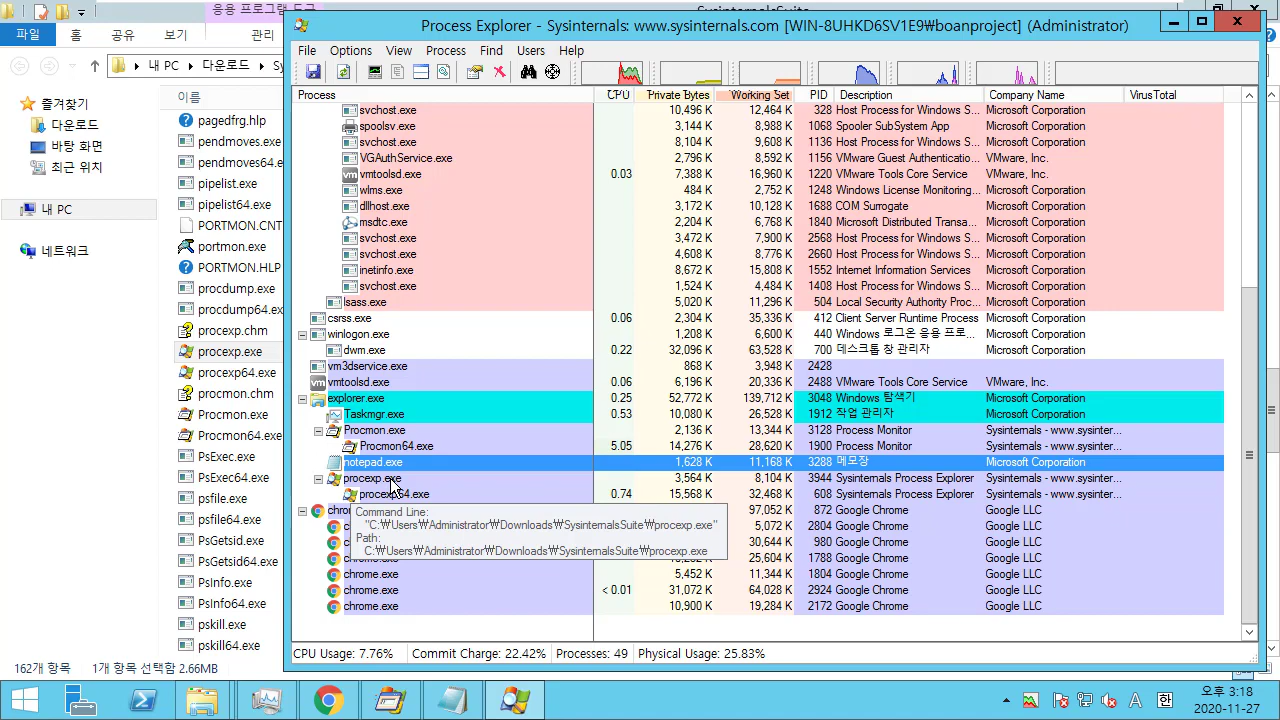 응용 프로그램 도구
SysinternalsSuite
파일 홈 공유 보기 관리
내 PC 다운로드
이름
즐겨찾기
다운로드
바탕 화면
최근 위치
내 PC
네트워크
pagedfrg.hlp
pendmoves.exe
pendmoves64.e
pipelist.exe
pipelist64.exe
PORTMON.CNT
portmon.exe
PORTMON.HLP
procdump.exe
procdump64.e
procexp.chm
procexp.exe
procexp64.exe
procmon.chm
Procmon.exe
Procmon64.exe
PsExec.exe
PsExec64.exe
psfile.exe
psfile64.exe
PsGetsid.exe
PsGetsid64.exe
PsInfo.exe
PsInfo64.exe
pskill.exe
pskill64.exe
162개 항목 1개 항목 선택함 2.66MB
Process Explorer - Sysinternals: www.sysinternals.com [WIN-8UHKD6SV1E9₩boanproject] (Administrator)
File Options View Process Find Users Help
Process CPU Private Bytes Working Set PID Description Company Name VirusTotal
svchost.exe 10,496 K 12,464 K 328 Host Process for Windows S... Microsoft Corporation
spoolsv.exe 3,144 K 8,988 K 1068 Spooler SubSystem App Microsoft Corporation
svchost.exe 8,104 K 9,608 K 1136 Host Process for Windows S... Microsoft Corporation
VGAuthService.exe 2,796 K 8,592 K 1156 VMware Guest Authenticatio... VMware, Inc.
vmtoolsd.exe 0.03 7,388 K 16,960 K 1220 VMware Tools Core Service VMware, Inc.
wlms.exe 484 K 2,752 K 1248 Windows License Monitoring... Microsoft Corporation
dllhost.exe 3,172 K 10,128 K 1688 COM Surrogate Microsoft Corporation
msdtc.exe 2,204 K 6,768 K 1840 Microsoft Distributed Transa... Microsoft Corporation
svchost.exe 3,472 K 7,900 K 2568 Host Process for Windows S... Microsoft Corporation
svchost.exe 4,608 K 8,776 K 2660 Host Process for Windows S... Microsoft Corporation
inetinfo.exe 8,672 K 15,808 K 1552 Internet Information Services Microsoft Corporation
svchost.exe 1,524 K 4,484 K 1408 Host Process for Windows S... Microsoft Corporation
lsass.exe 5,020 K 11,296 K 504 Local Security Authority Proc... Microsoft Corporation
csrss.exe 0.06 2,304 K 35,336 K 412 Client Server Runtime Process Microsoft Corporation
winlogon.exe 1,208 K 6,600 K 440 Windows 로그온 응용 프로... Microsoft Corporation
dwm.exe 0.22 32,096 K 63,528 K 700 데스크톱 창 관리자 Microsoft Corporation
vm3dservice.exe 868 K 3,948 K 2428
vmtoolsd.exe 0.06 6,196 K 20,336 K 2488 VMware Tools Core Service VMware, Inc.
explorer.exe 0.25 52,772 K 139,712 K 3048 Windows 탐색기 Microsoft Corporation
Taskmgr.exe 0.53 10,080 K 26,528 K 1912 작업 관리자 Microsoft Corporation
Procmon.exe 2,136 K 13,344 K 3128 Process Monitor Sysinternals - www.sysinter...
Procmon64.exe 5.05 14,276 K 28,620 K 1900 Process Monitor Sysinternals - www.sysinter...
notepad.exe 1,628 K 11,168 K 3288 메모장 Microsoft Corporation
procexp.exe 3,564 K 8,104 K 3944 Sysinternals Process Explorer Sysinternals - www.sysinter...
procexp64.exe 0.74 15,568 K 32,468 K 608 Sysinternals Process Explorer Sysinternals - www.sysinter...
97,052 K 872 Google Chrome Google LLC
5,072 K 2804 Google Chrome Google LLC
30,644 K 980 Google Chrome Google LLC
25,604 K 1788 Google Chrome Google LLC
chrome.exe 5,452 K 11,344 K 1804 Google Chrome Google LLC
chrome.exe < 0.01 31,072 K 64,028 K 2924 Google Chrome Google LLC
chrome.exe 10,900 K 19,284 K 2172 Google Chrome Google LLC
Command Line:
"C:₩Users₩Administrator₩Downloads₩SysinternalsSuite₩procexp.exe"
Path:
C:₩Users₩Administrator₩Downloads₩SysinternalsSuite₩procexp.exe
CPU Usage: 7.76% Commit Charge: 22.42% Processes: 49 Physical Usage: 25.83%
A 한 오후 3:18
2020-11-27